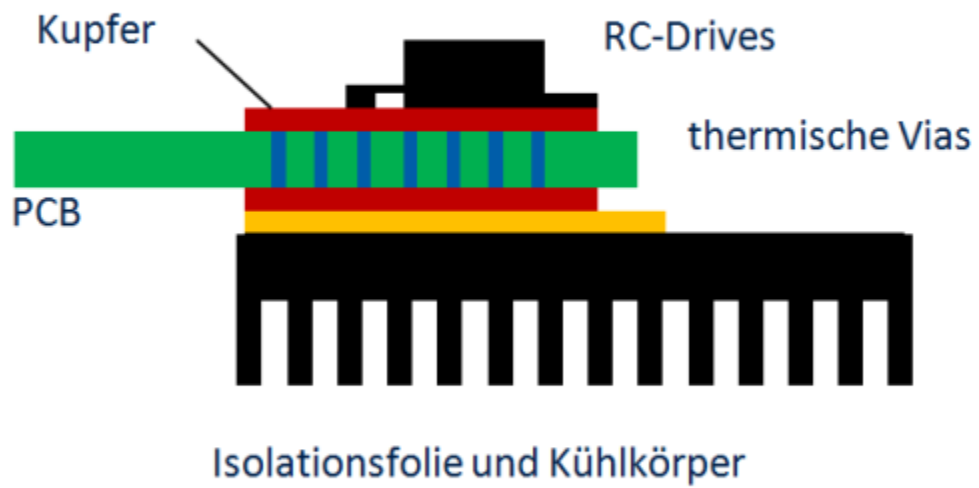 Kupfer
RC-Drives
thermische Vias
PCB
Isolationsfolie und Kühlkörper